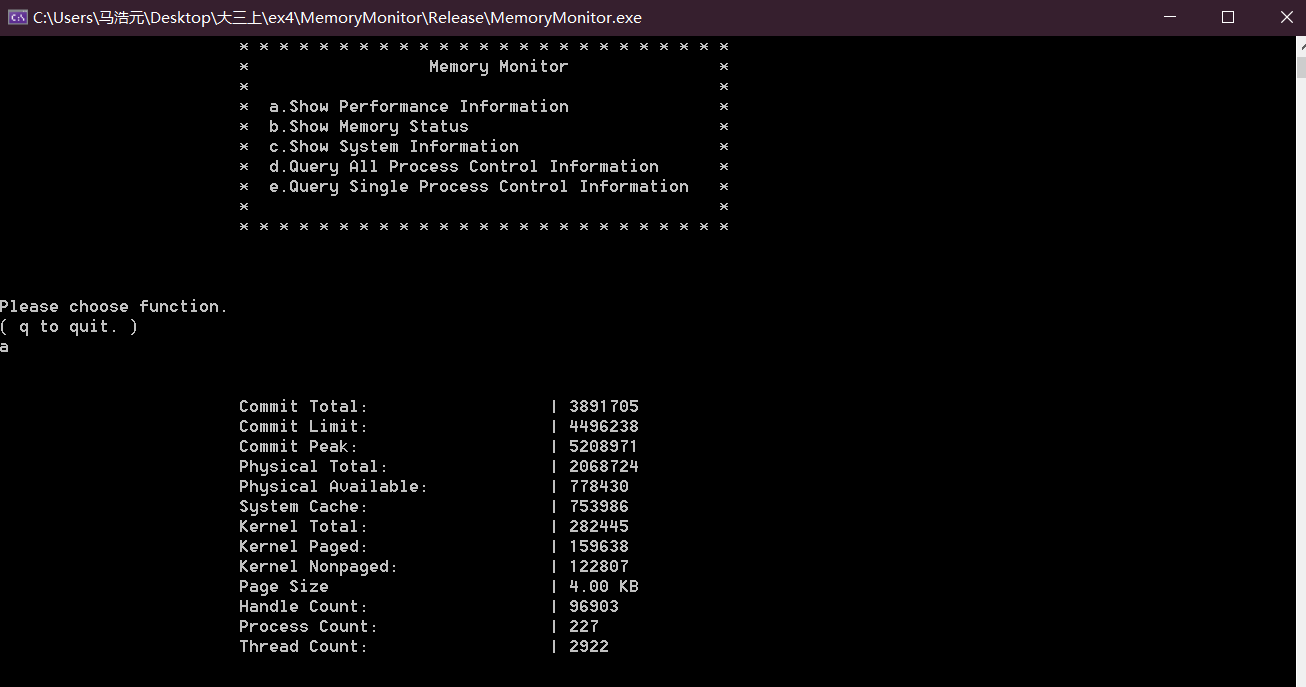 C:\Users\马浩元\Desktop\大三上\ex4\MemoryMonitor\Release\MemoryMonitor.exe
* * * * * * * * * * * * * * * * * * * * * * * * *
* Memory Monitor *
* *
* a.Show Performance Information *
* b.Show Memory Status *
* c.Show System Information *
* d.Query All Process Control Information *
* e.Query Single Process Control Information *
* *
* * * * * * * * * * * * * * * * * * * * * * * * *
Please choose function.
( q to quit. )
a
Commit Total: | 3891705
Commit Limit: | 4496238
Commit Peak: | 5208971
Physical Total: | 2068724
Physical Available: | 778430
System Cache: | 753986
Kernel Total: | 282445
Kernel Paged: | 159638
Kernel Nonpaged: | 122807
Page Size | 4.00 KB
Handle Count: | 96903
Process Count: | 227
Thread Count: | 2922